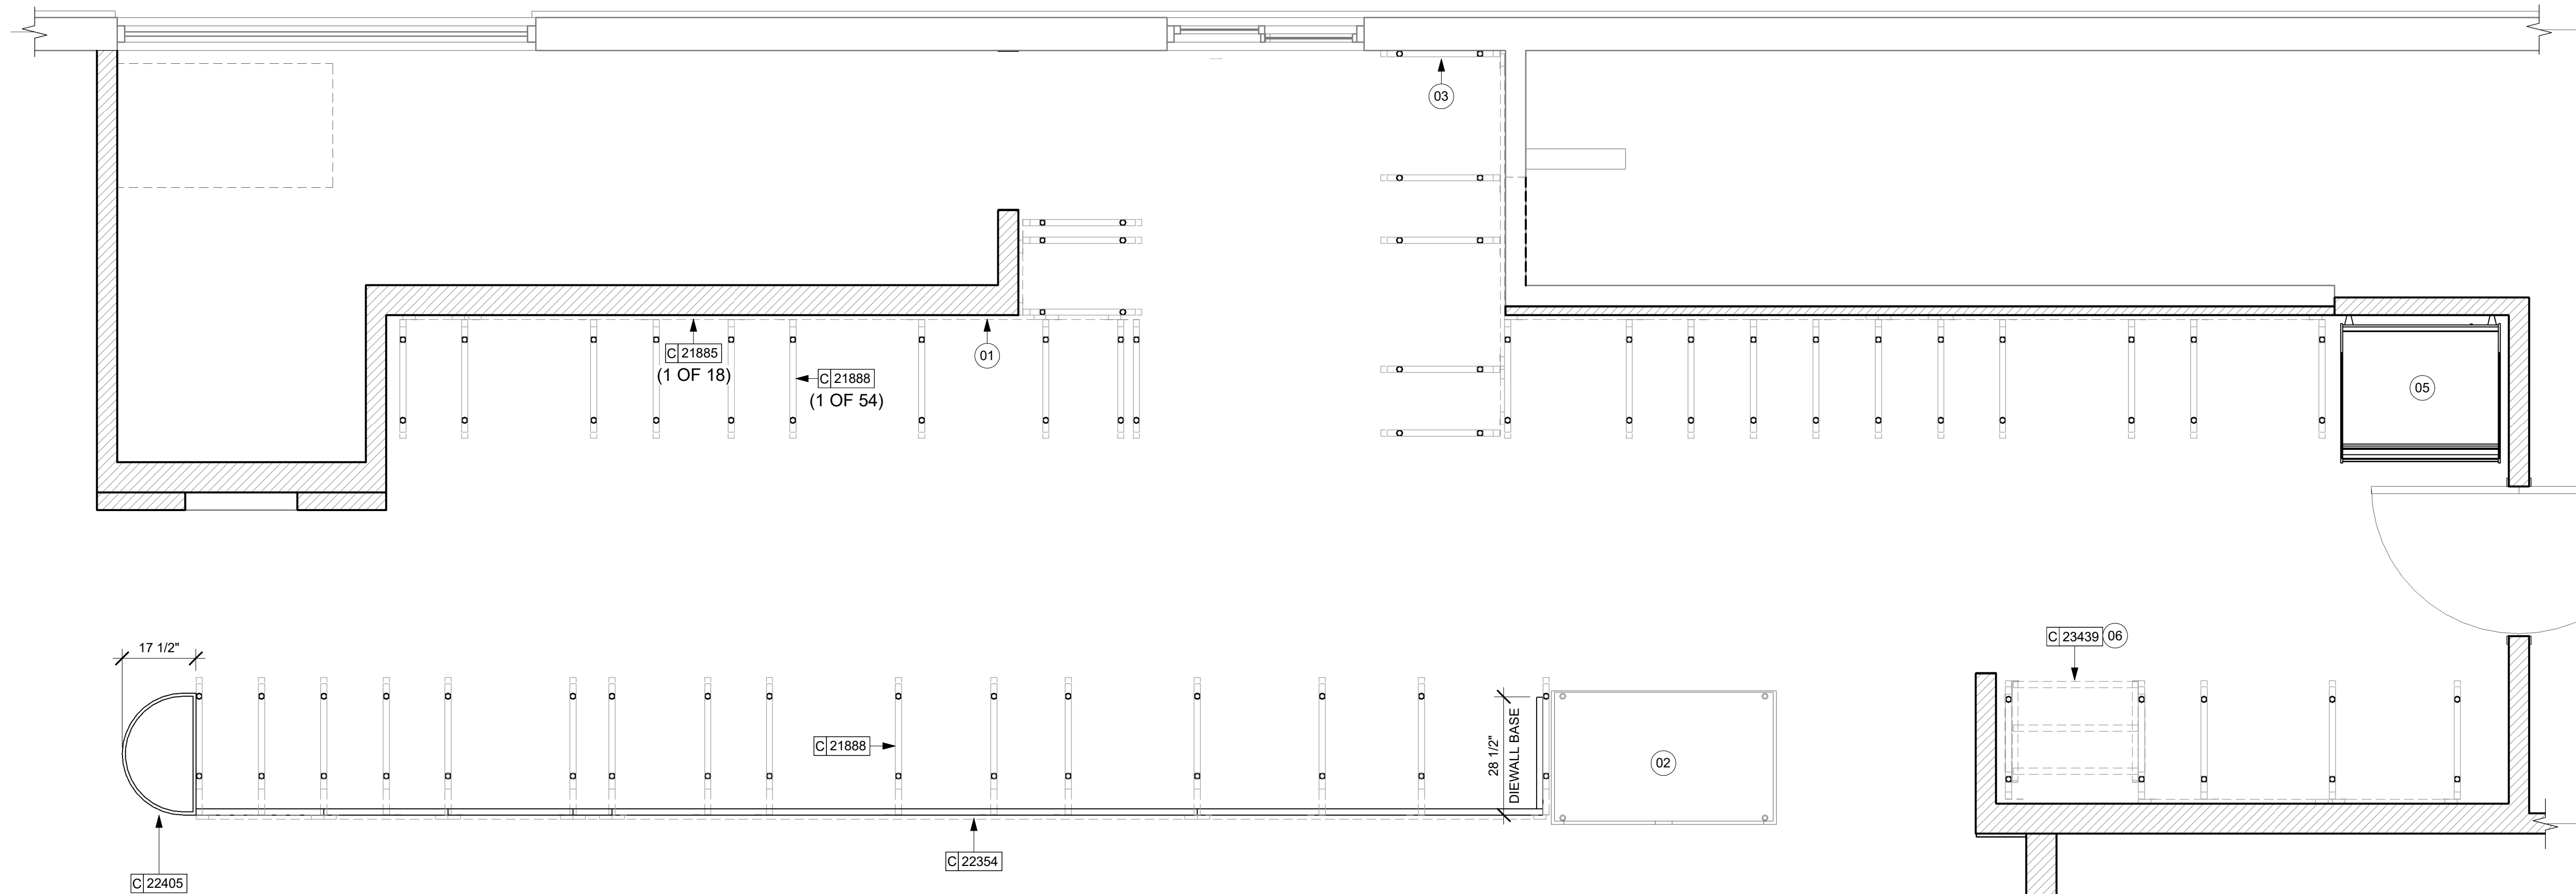 03
C 21885
(1 OF 18)
01
C 21888
(1 OF 54)
05
17 1/2"
C 23439 06
C 21888
28 1/2"
DIEWALL BASE
02
C 22354
C 22405